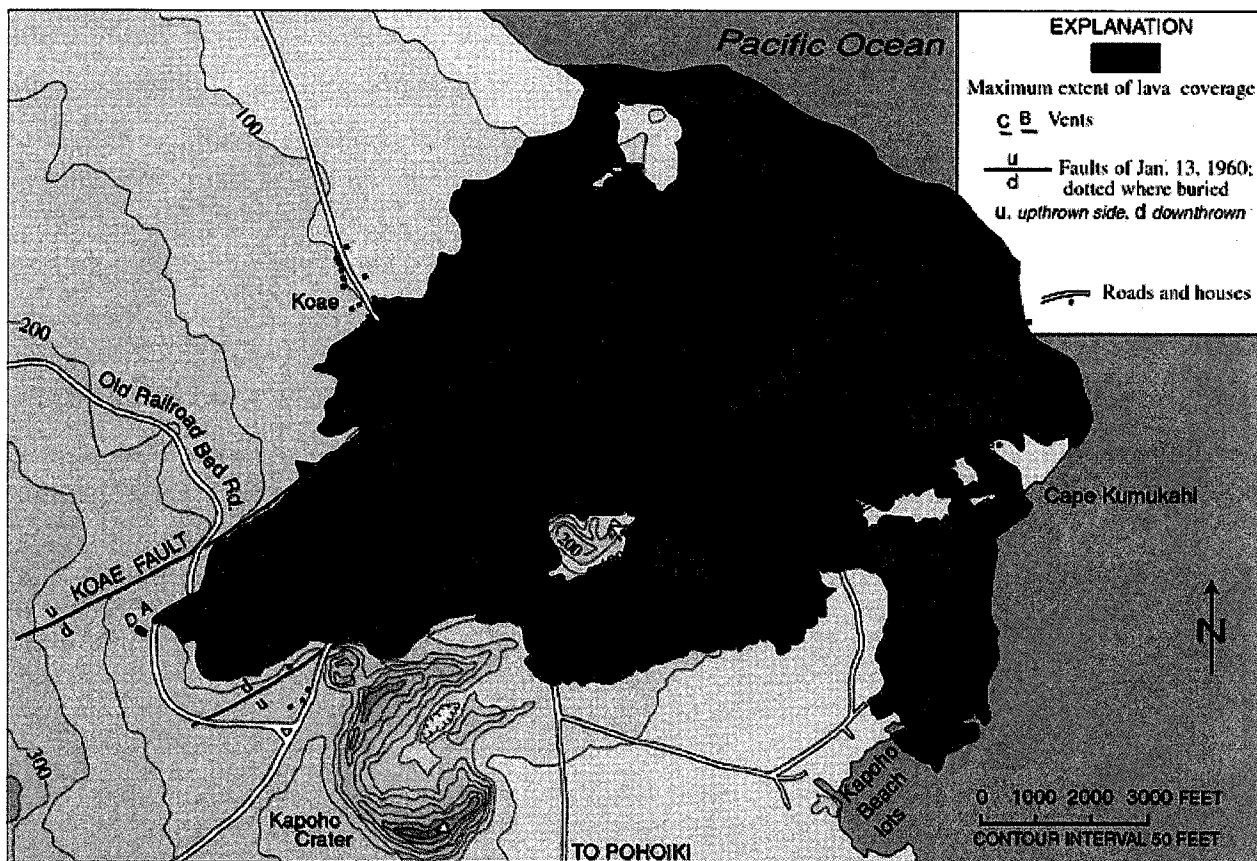 Pacific Ocean
EXPLANATION
Maximum extent of lava coverage
C B Vents
u
d
Faults of Jan. 13, 1960;
dotted where buried
u, upthrown side, d downthrown
Roads and houses
100
Koae
200
Old Railroad Bed Rd.
KOAE FAULT
u
d
D A
d
u
200
Cape Kumukahi
N
300
Kapoho
Crater
Kapoho
Beach
lots
0 1000 2000 3000 FEET
CONTOUR INTERVAL 50 FEET
TO POHOIKI